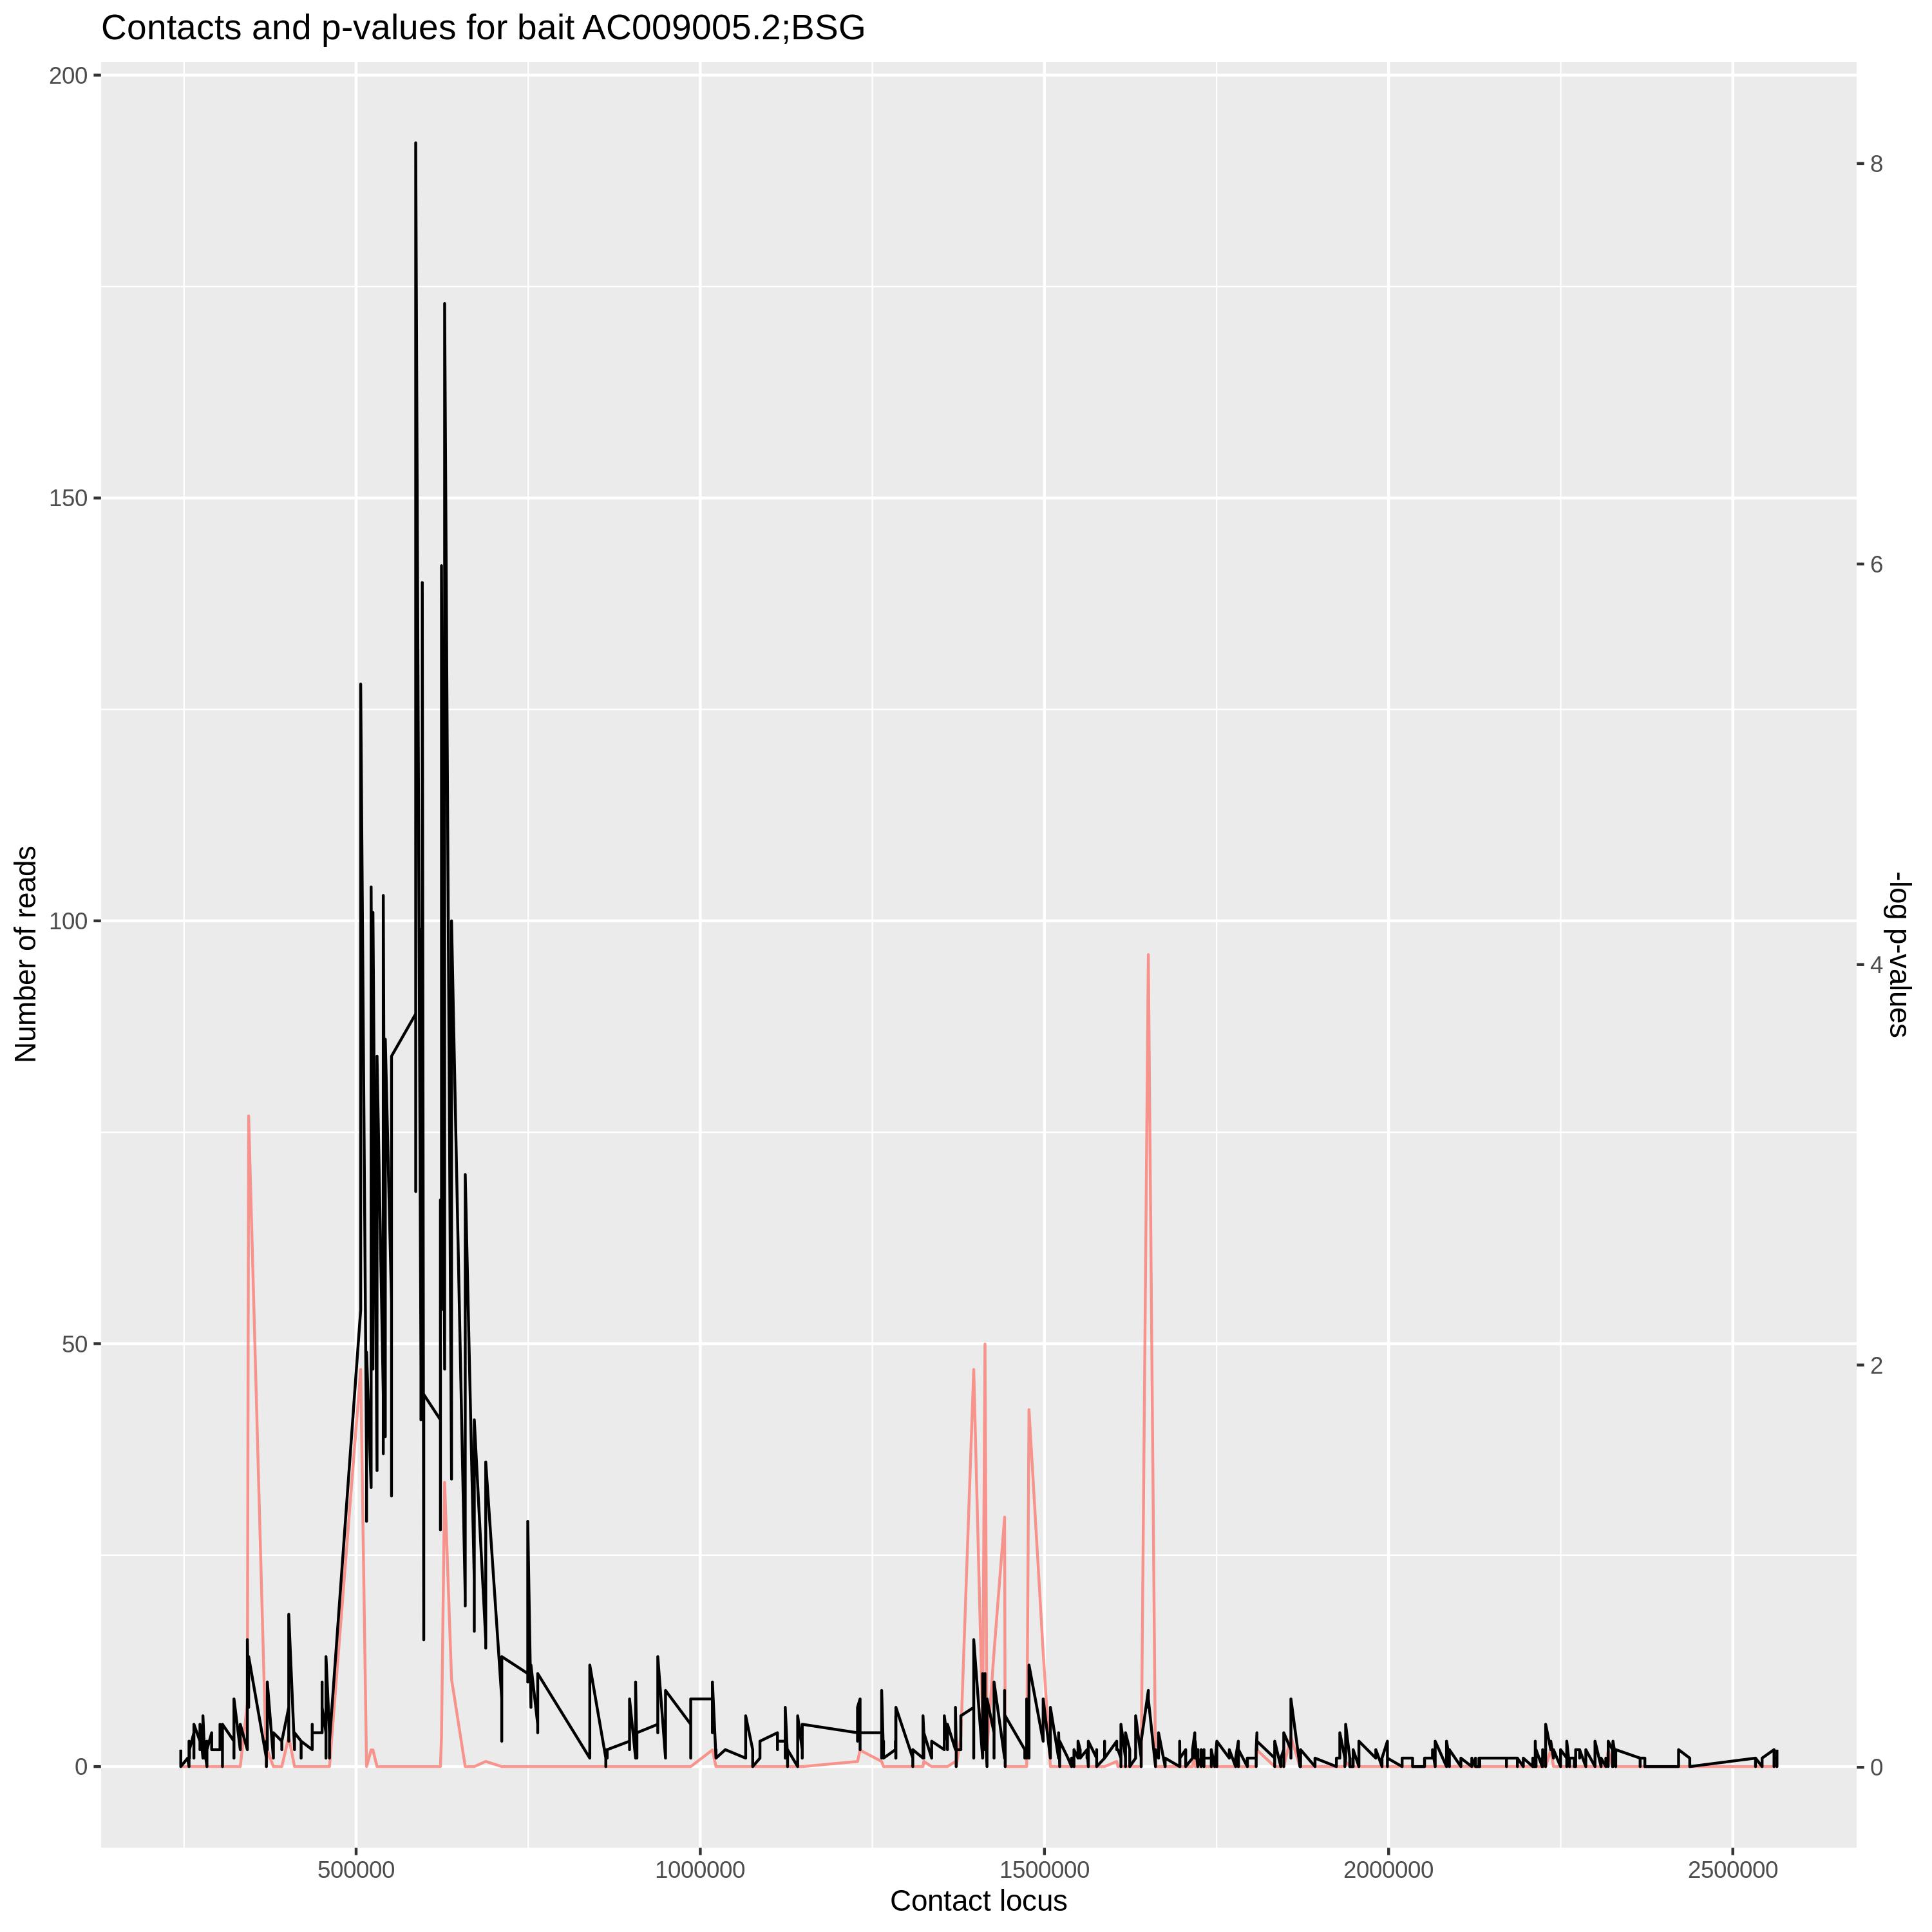 Contacts and p-values for bait AC009005.2;BSG
200
150
100
50
0
Number of reads
8
6
4
2
0
-log p-values
500000 1000000 1500000 2000000 2500000
Contact locus